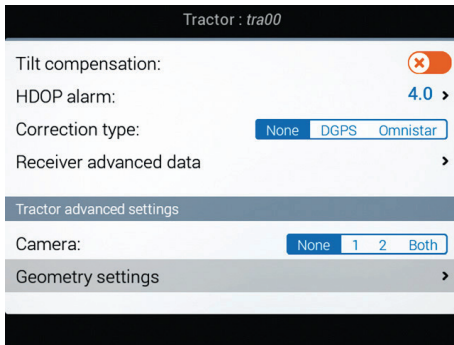 Tractor : tra00
Tilt compensation:
HDOP alarm: 4.0 >
Correction type: None DGPS Omnistar
Receiver advanced data >
Tractor advanced settings
Camera: None 1 2 Both
Geometry settings >